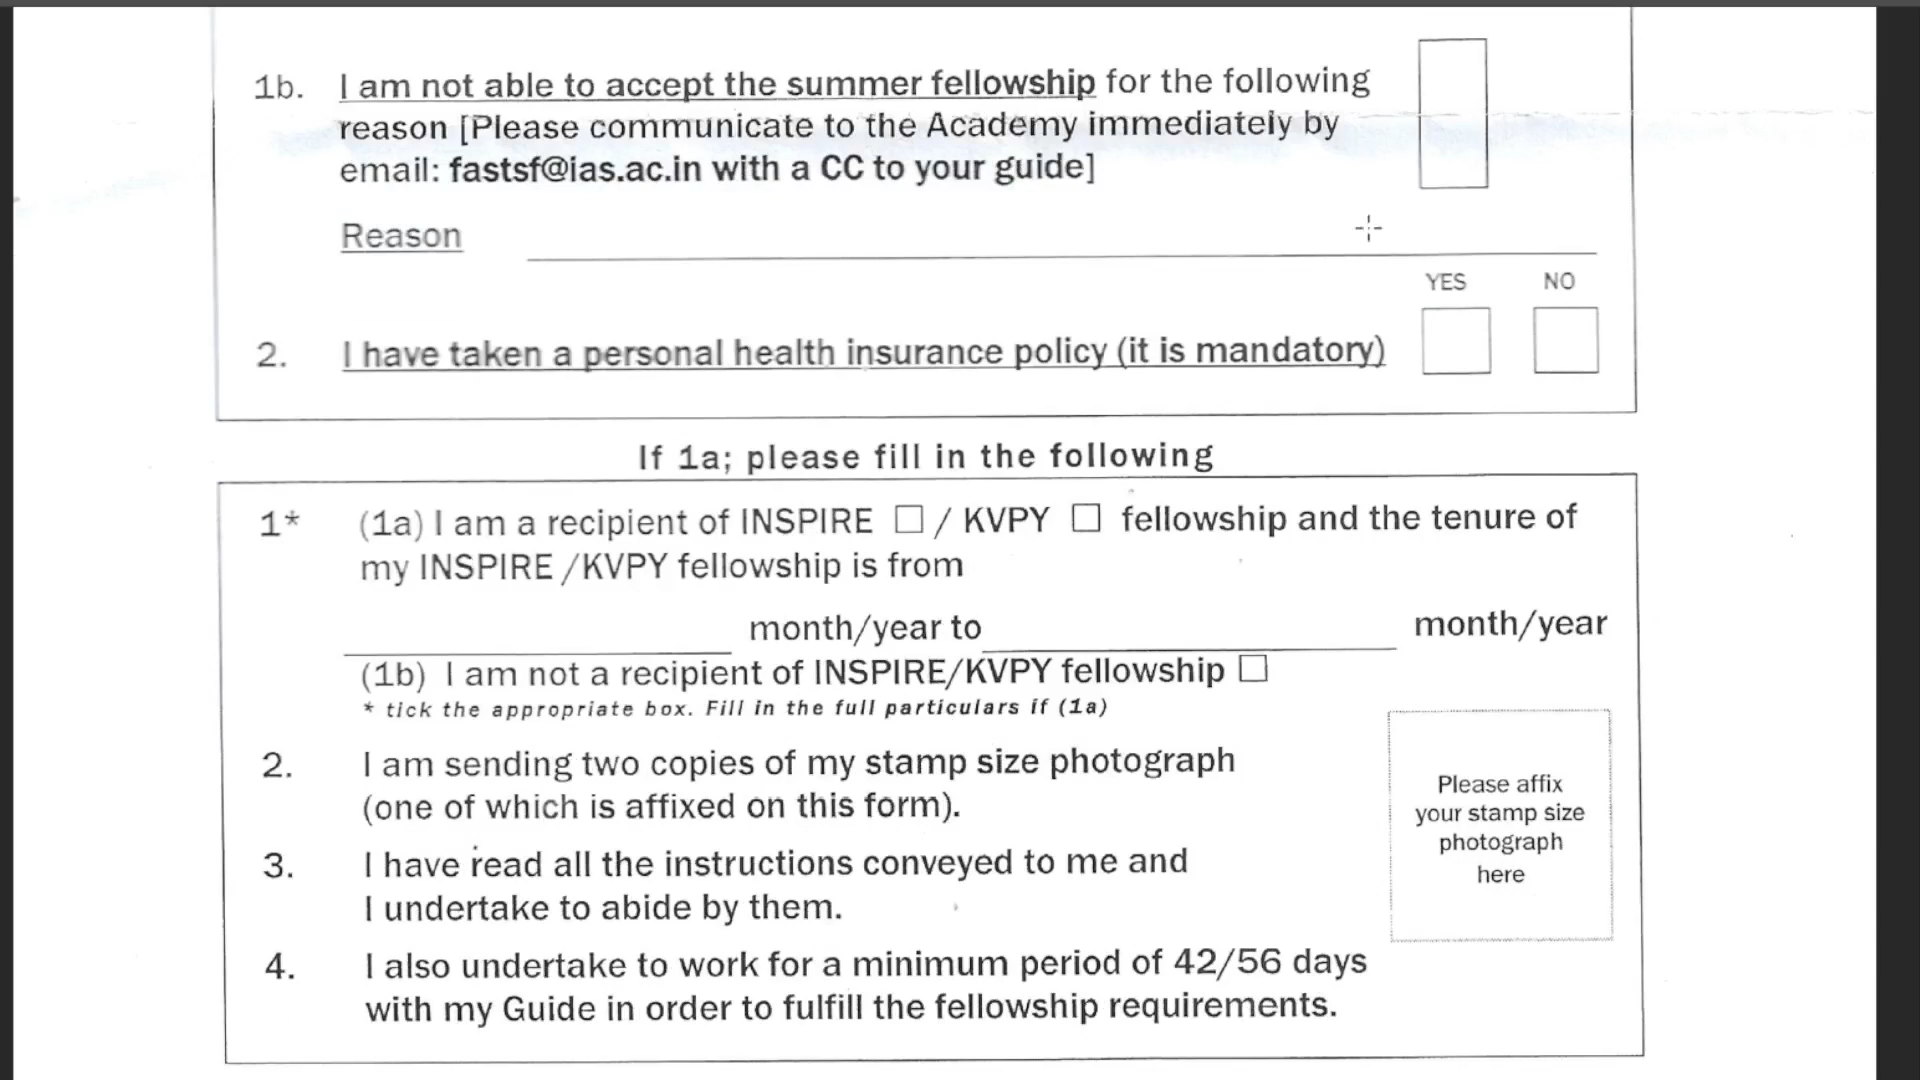 1b. I am not able to accept the summer fellowship for the following
reason [Please communicate to the Academy immediately by
email: fastsf@ias.ac.in with a CC to your guide]
Reason
YES NO
2. I have taken a personal health insurance policy (it is mandatory)
If 1a; please fill in the following
1* (1a) I am a recipient of INSPIRE / KVPY fellowship and the tenure of
my INSPIRE /KVPY fellowship is from
month/year to month/year
(1b) I am not a recipient of INSPIRE/KVPY fellowship
* tick the appropriate box. Fill in the full particulars if (1a)
2. I am sending two copies of my stamp size photograph
(one of which is affixed on this form).
Please affix
your stamp size
photograph
here
3. I have read all the instructions conveyed to me and
I undertake to abide by them.
4. I also undertake to work for a minimum period of 42/56 days
with my Guide in order to fulfill the fellowship requirements.